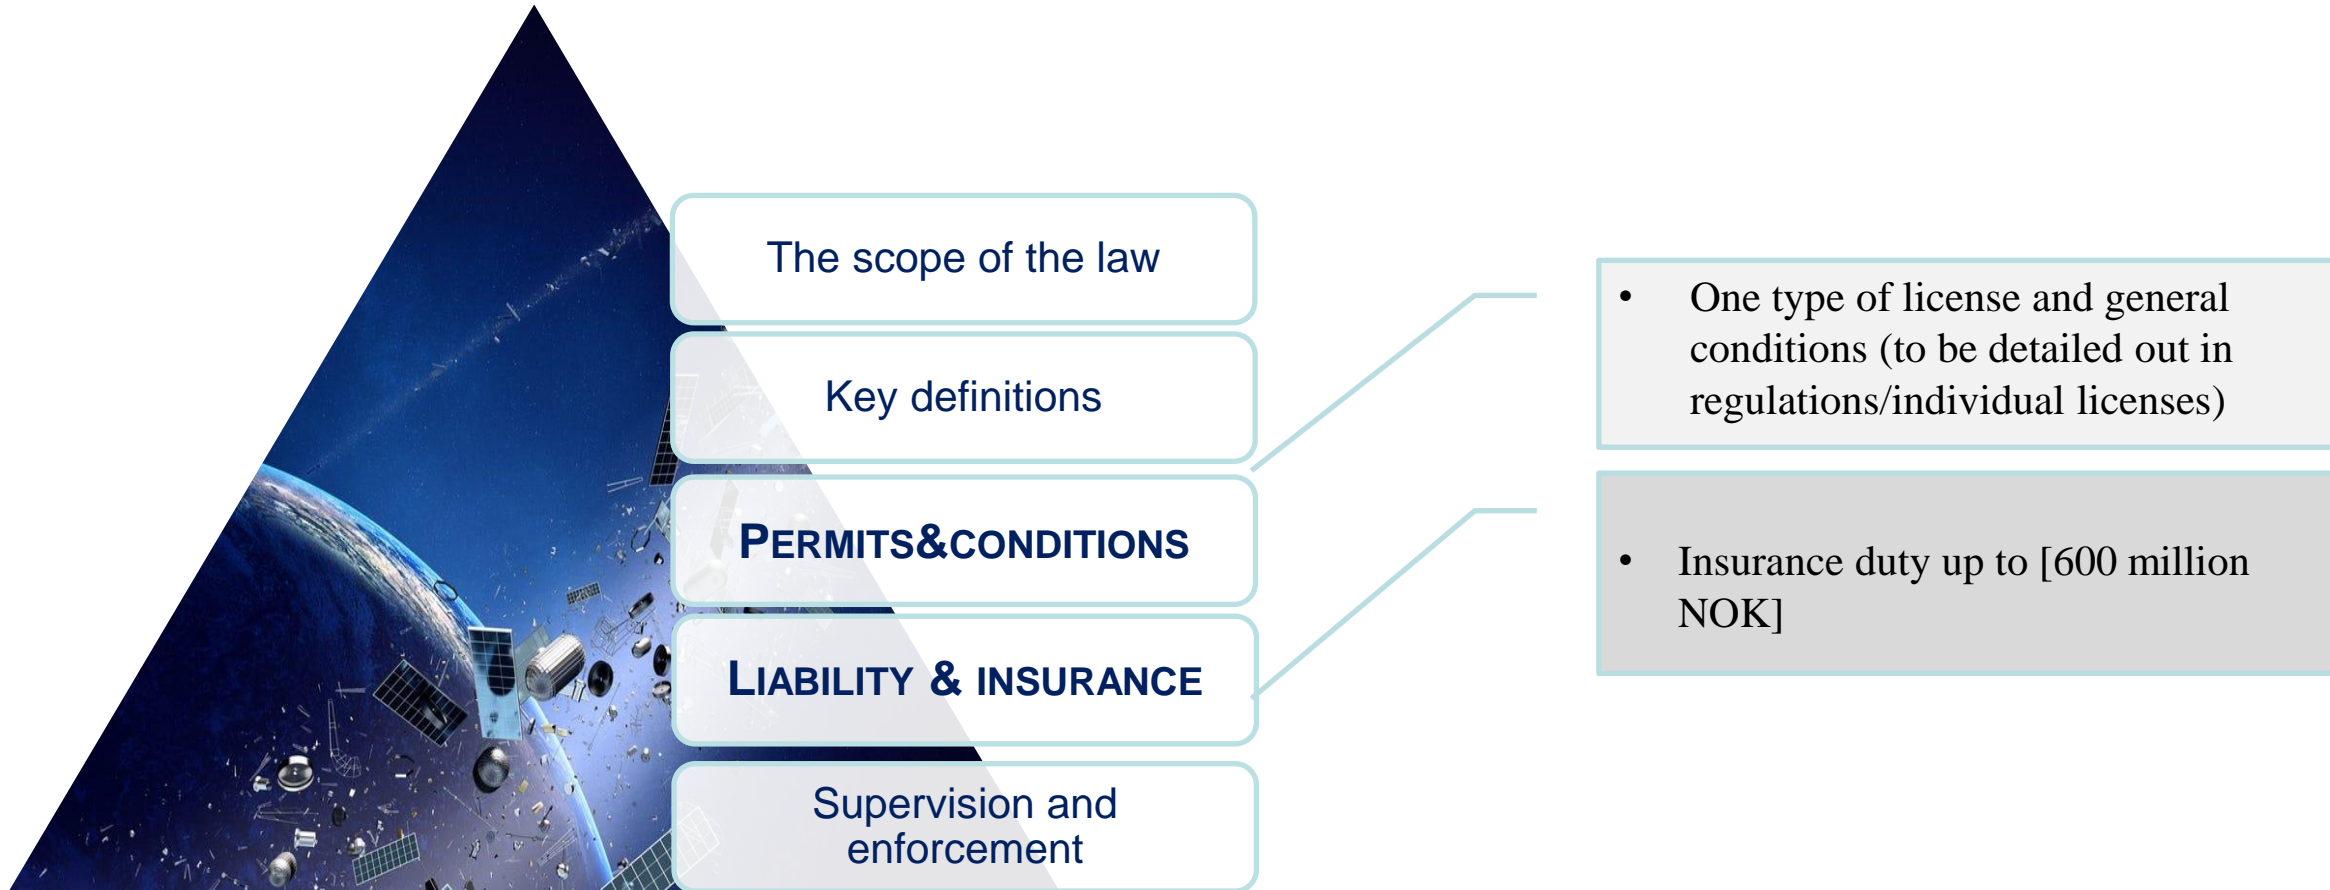 The scope of the law
Key definitions
PERMITS&CONDITIONS
LIABILITY & INSURANCE
Supervision and
enforcement
• One type of license and general
conditions (to be detailed out in
regulations/individual licenses)
• Insurance duty up to [600 million
NOK]